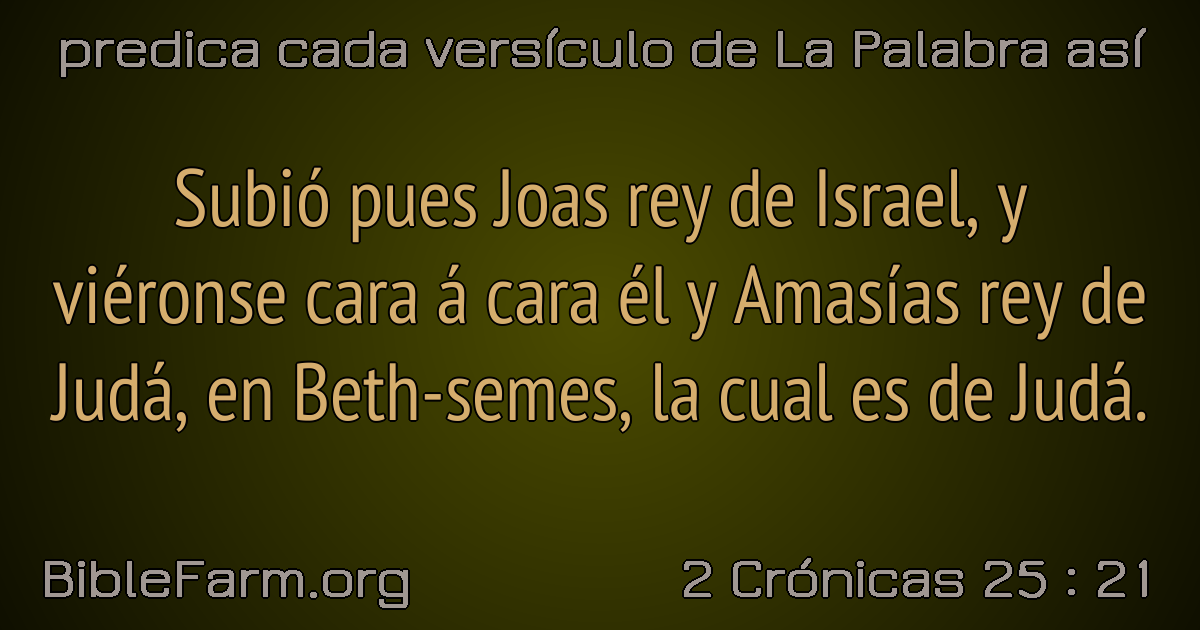 predica cada versículo de La Palabra así
Subió pues Joas rey de Israel, y
viéronse cara á cara él y Amasías rey de
Judá, en Beth-semes, la cual es de Judá.
BibleFarm.org
2 Crónicas 25 : 21